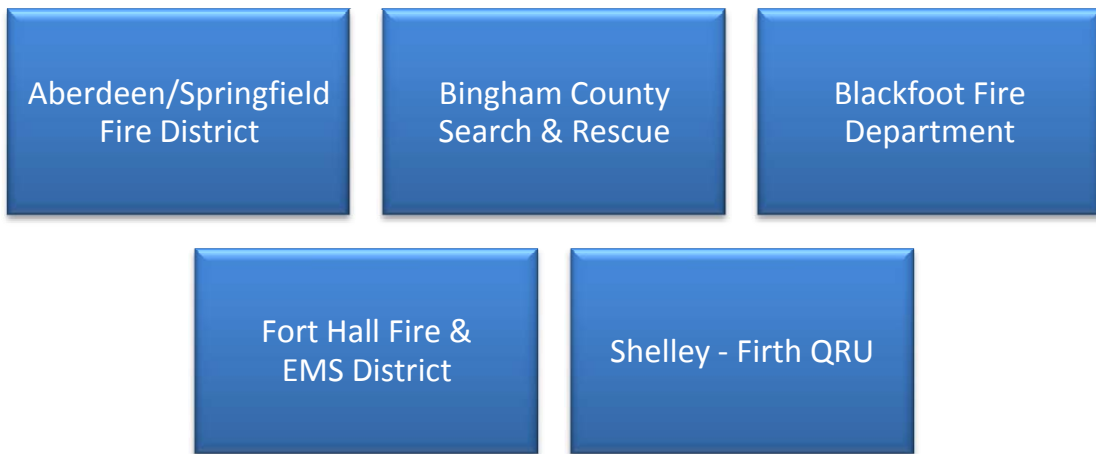 Aberdeen/Springfield
Fire District
Bingham County
Search & Rescue
Blackfoot Fire
Department
Fort Hall Fire &
EMS District
Shelley - Firth QRU